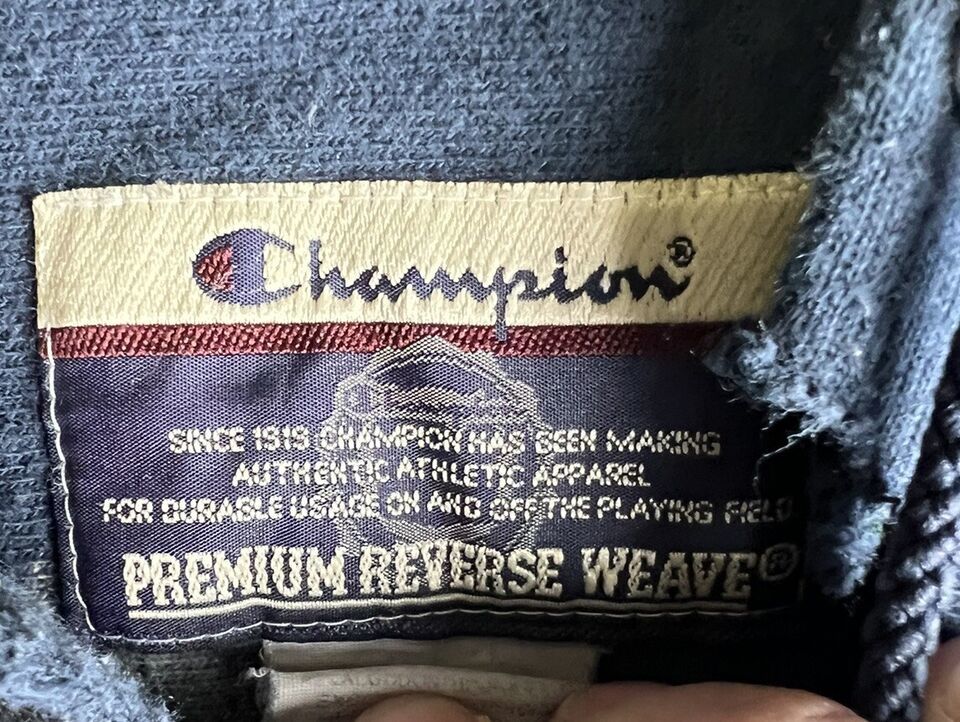 Champion®
SINCE 1919 CHAMPION HAS BEEN MAKING
AUTHENTIC ATHLETIC APPAREL
FOR DURABLE USAGE ON AND OFF THE PLAYING FIELD
PREMIUM REVERSE WEAVE®